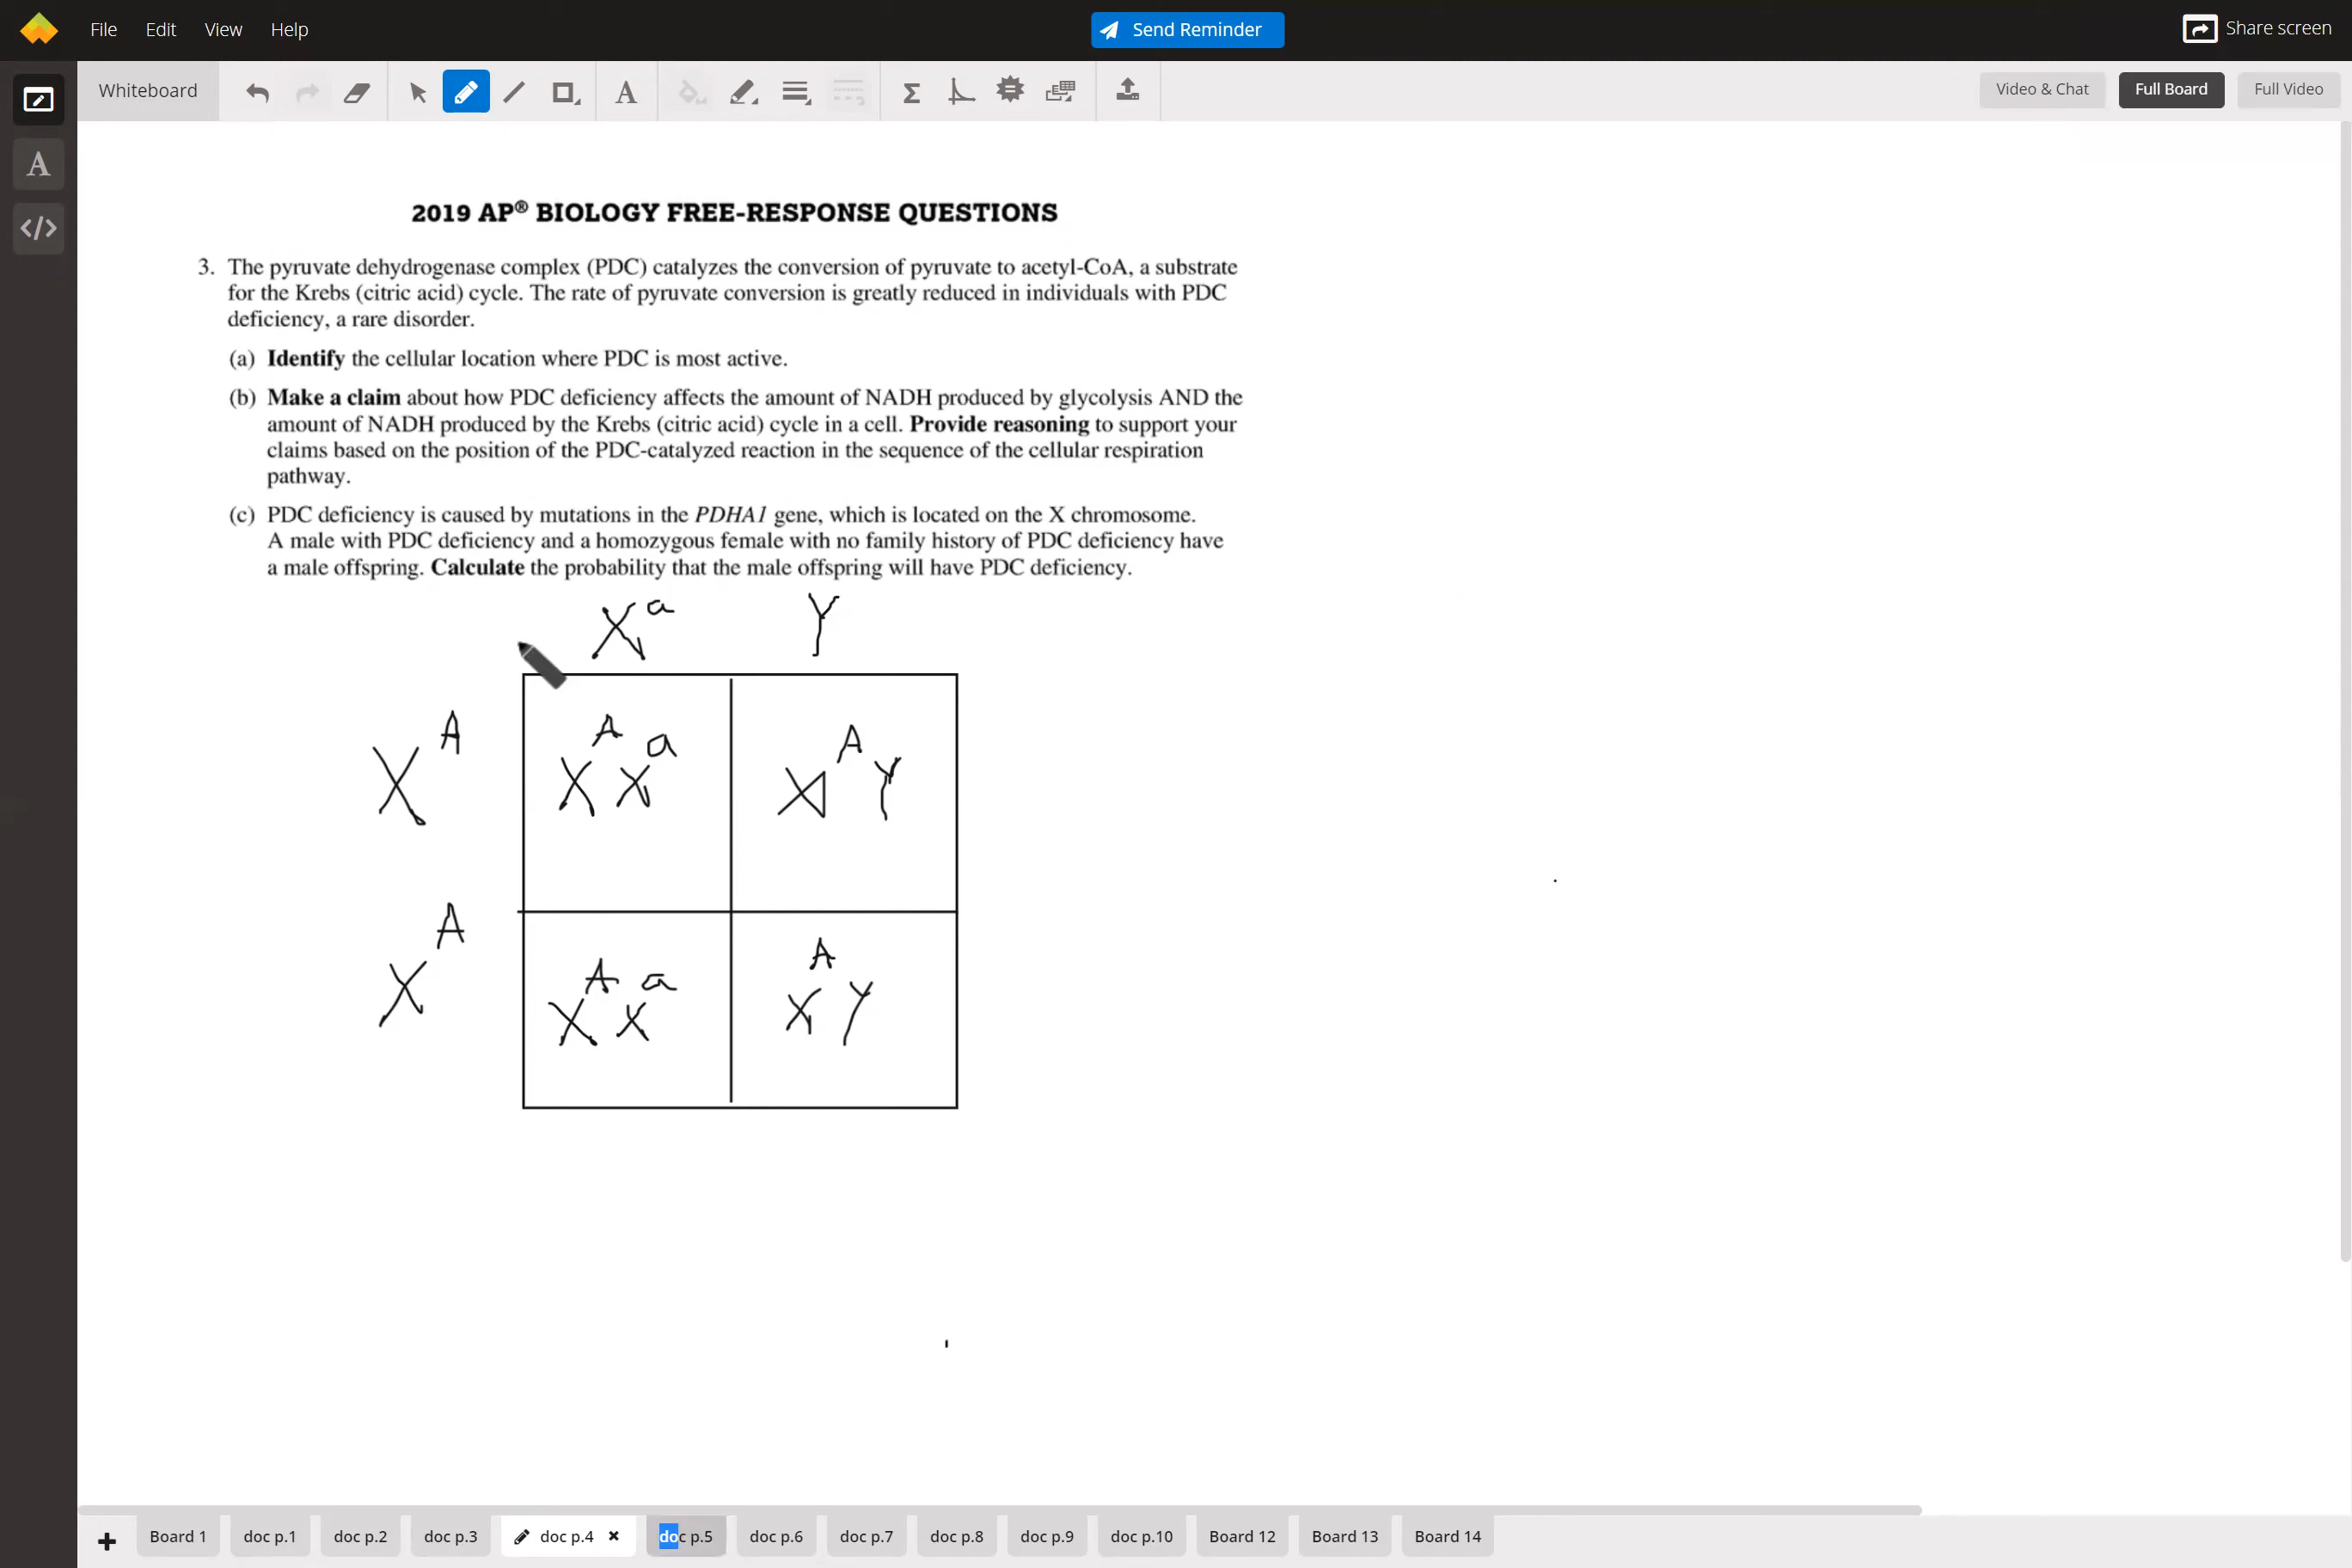 File Edit View Help Send Reminder Share screen
Whiteboard A Σ Video & Chat Full Board Full Video
A
</>
2019 AP® BIOLOGY FREE-RESPONSE QUESTIONS
3. The pyruvate dehydrogenase complex (PDC) catalyzes the conversion of pyruvate to acetyl-CoA, a substrate
for the Krebs (citric acid) cycle. The rate of pyruvate conversion is greatly reduced in individuals with PDC
deficiency, a rare disorder.
(a) Identify the cellular location where PDC is most active.
(b) Make a claim about how PDC deficiency affects the amount of NADH produced by glycolysis AND the
amount of NADH produced by the Krebs (citric acid) cycle in a cell. Provide reasoning to support your
claims based on the position of the PDC-catalyzed reaction in the sequence of the cellular respiration
pathway.
(c) PDC deficiency is caused by mutations in the PDHA1 gene, which is located on the X chromosome.
A male with PDC deficiency and a homozygous female with no family history of PDC deficiency have
a male offspring. Calculate the probability that the male offspring will have PDC deficiency.
Xᵃ Y
Xᴬ XᴬXᵃ XᴬY
Xᴬ XᴬXᵃ XᴬY
+ Board 1 doc p.1 doc p.2 doc p.3 doc p.4 × doc p.5 doc p.6 doc p.7 doc p.8 doc p.9 doc p.10 Board 12 Board 13 Board 14